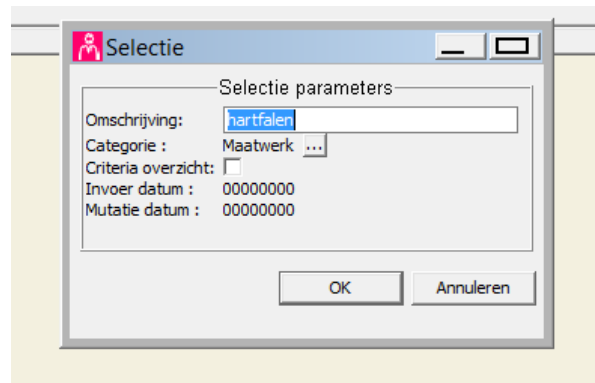 Selectie
Selectie parameters
Omschrijving: hartfalen
Categorie : Maatwerk ...
Criteria overzicht:
Invoer datum : 00000000
Mutatie datum : 00000000
OK Annuleren